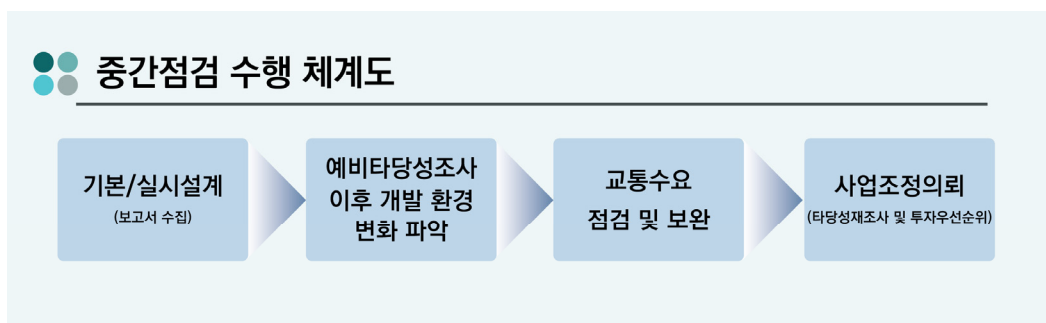 중간점검 수행 체계도
기본/실시설계
(보고서 수집)
예비타당성조사
이후 개발 환경
변화 파악
교통수요
점검 및 보완
사업조정의뢰
(타당성재조사 및 투자우선순위)